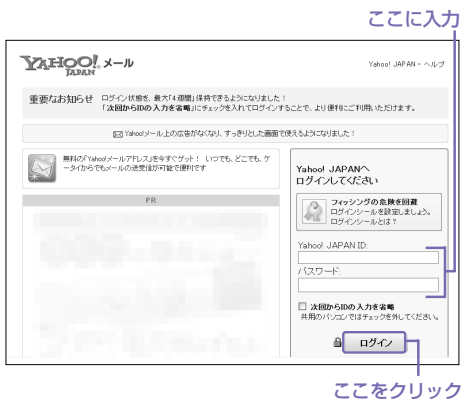 ここに入力
YAHOO! メール
JAPAN
Yahoo! JAPAN - ヘルプ
重要なお知らせ ログイン状態を、最大「4週間」保持できるようになりました！
「次回からIDの入力を省略」にチェックを入れてログインすることで、より便利にご利用いただけます。
Yahoo!メール上の広告がなくなり、すっきりとした画面で使えるようになりました！
無料の「Yahoo!メールアドレス」を今すぐゲット！ いつでも、どこでも、ケ
ータイからでもメールの送受信が可能で便利です
PR
Yahoo! JAPANへ
ログインしてください
フィッシングの危険を回避
ログインシールを設定しましょう。
ログインシールとは？
Yahoo! JAPAN ID:
パスワード:
次回からIDの入力を省略
共用のパソコンではチェックを外してください。
ログイン
ここをクリック